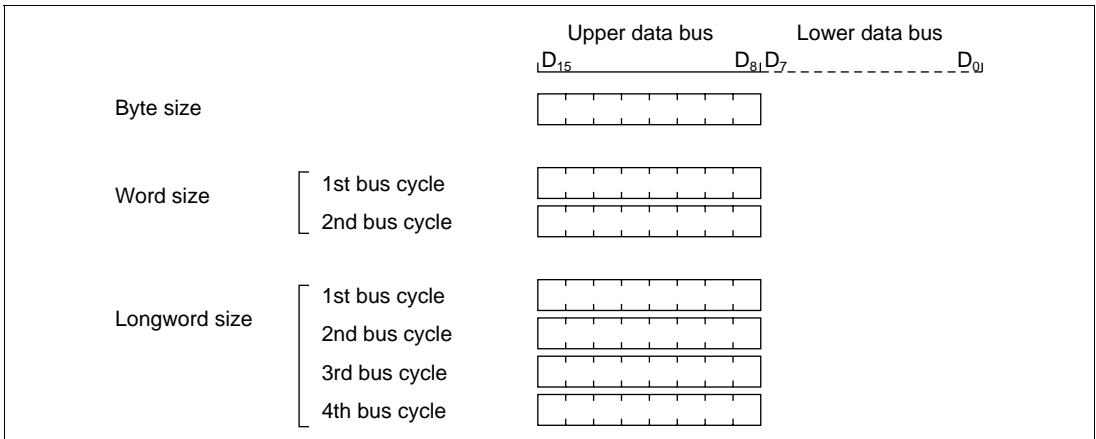 Upper data bus Lower data bus
D15 D8 D7 D0
Byte size
Word size
1st bus cycle
2nd bus cycle
Longword size
1st bus cycle
2nd bus cycle
3rd bus cycle
4th bus cycle